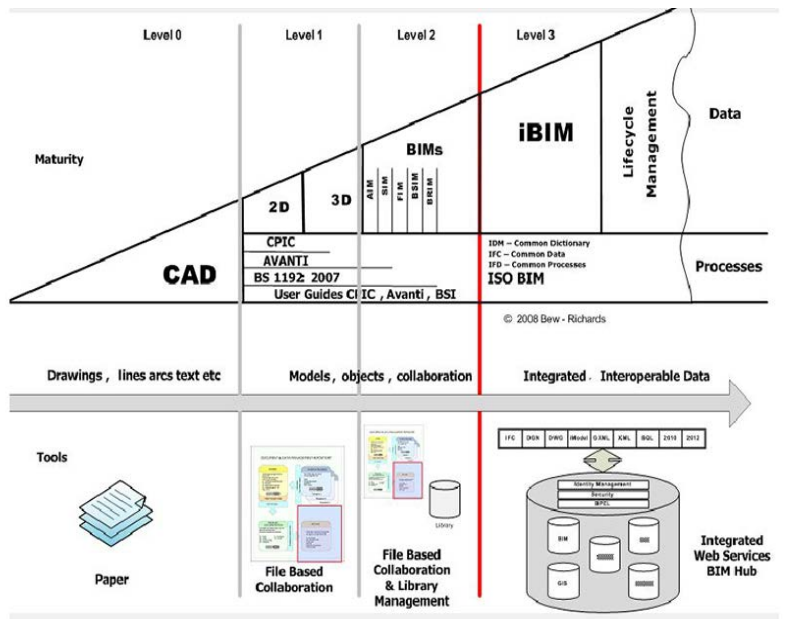 Level 0
Level 1
Level 2
Level 3
Maturity
Data
Processes
CAD
2D
3D
BIMs
AIM
SIM
FIM
BSIM
BRIM
iBIM
Lifecycle
Management
CPIC
AVANTI
BS 1192: 2007
User Guides CPIC , Avanti , BSI
IDM – Common Dictionary
IFC – Common Data
IFD – Common Processes
ISO BIM
© 2008 Bew - Richards
Drawings , lines arcs text etc
Models , objects , collaboration
Integrated , Interoperable Data
Tools
Paper
File Based
Collaboration
Library
File Based
Collaboration
& Library
Management
IFC DGN DWG iModel GXML XML SQL 2010 2012
Identity Management
Security
BPEL
BIM
GIS
Integrated
Web Services
BIM Hub